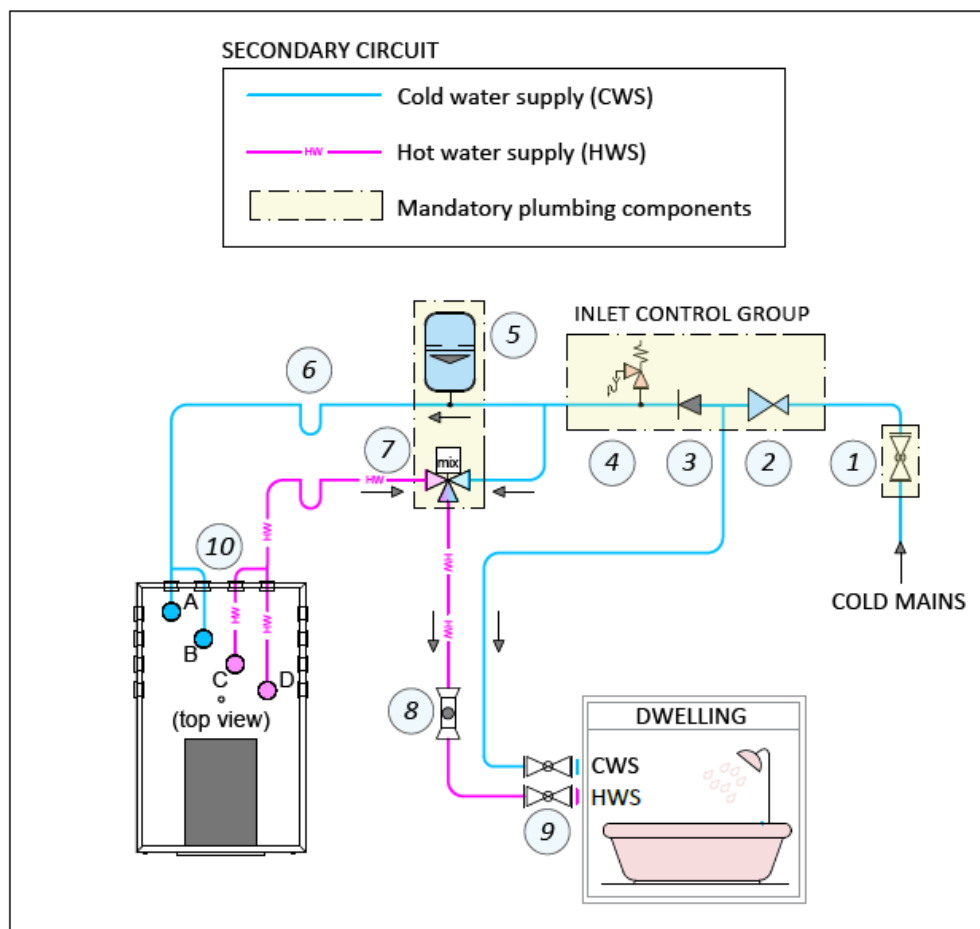 SECONDARY CIRCUIT
Cold water supply (CWS)
HW
Hot water supply (HWS)
Mandatory plumbing components
INLET CONTROL GROUP
5
6
7
mix
HW
4
3
2
1
HW
10
HW
HW
COLD MAINS
A
B
HW
HW
C
D
(top view)
8
DWELLING
CWS
HWS
9